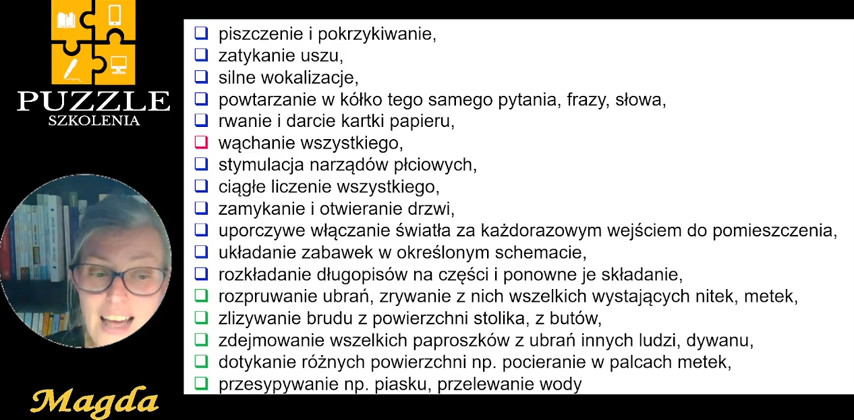 PUZZLE
SZKOLENIA
piszczenie i pokrzykiwanie,
zatykanie uszu,
silne wokalizacje,
powtarzanie w kółko tego samego pytania, frazy, słowa,
rwanie i darcie kartki papieru,
wąchanie wszystkiego,
stymulacja narządów płciowych,
ciągłe liczenie wszystkiego,
zamykanie i otwieranie drzwi,
uporczywe włączanie światła za każdorazowym wejściem do pomieszczenia,
układanie zabawek w określonym schemacie,
rozkładanie długopisów na części i ponowne je składanie,
rozpruwanie ubrań, zrywanie z nich wszelkich wystających nitek, metek,
zlizywanie brudu z powierzchni stolika, z butów,
zdejmowanie wszelkich paproszków z ubrań innych ludzi, dywanu,
dotykanie różnych powierzchni np. pocieranie w palcach metek,
przesypywanie np. piasku, przelewanie wody
Magda